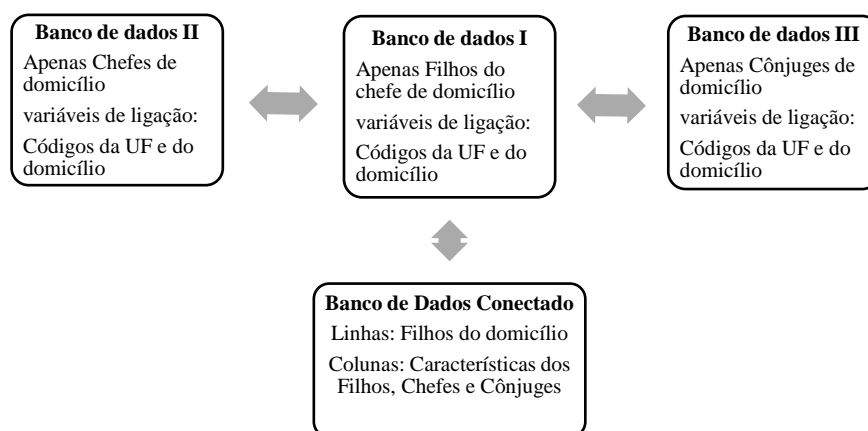 Banco de dados II
Apenas Chefes de
domicílio
variáveis de ligação:
Códigos da UF e do
domicílio
Banco de dados I
Apenas Filhos do
chefe de domicílio
variáveis de ligação:
Códigos da UF e do
domicílio
Banco de dados III
Apenas Cônjuges de
domicílio
variáveis de ligação:
Códigos da UF e do
domicílio
Banco de Dados Conectado
Linhas: Filhos do domicílio
Colunas: Características dos
Filhos, Chefes e Cônjuges